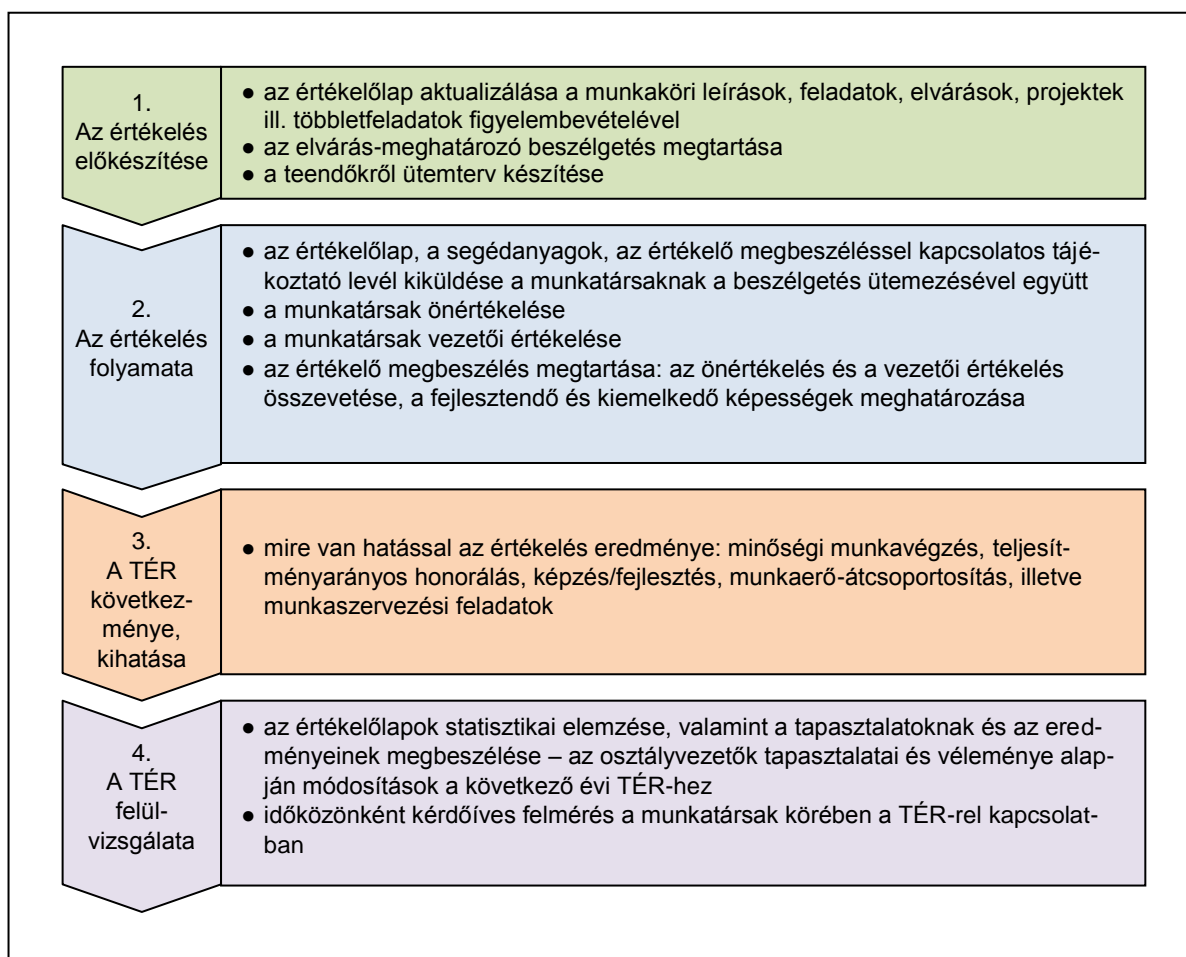 1.
Az értékelés
előkészítése
● az értékelőlap aktualizálása a munkaköri leírások, feladatok, elvárások, projektek
ill. többletfeladatok figyelembevételével
● az elvárás-meghatározó beszélgetés megtartása
● a teendőkről ütemterv készítése
2.
Az értékelés
folyamata
● az értékelőlap, a segédanyagok, az értékelő megbeszéléssel kapcsolatos tájé-
koztató levél kiküldése a munkatársaknak a beszélgetés ütemezésével együtt
● a munkatársak önértékelése
● a munkatársak vezetői értékelése
● az értékelő megbeszélés megtartása: az önértékelés és a vezetői értékelés
összevetése, a fejlesztendő és kiemelkedő képességek meghatározása
3.
A TÉR
következ-
ménye,
kihatása
● mire van hatással az értékelés eredménye: minőségi munkavégzés, teljesít-
ményarányos honorálás, képzés/fejlesztés, munkaerő-átcsoportosítás, illetve
munkaszervezési feladatok
4.
A TÉR
felül-
vizsgálata
● az értékelőlapok statisztikai elemzése, valamint a tapasztalatoknak és az ered-
ményeinek megbeszélése – az osztályvezetők tapasztalatai és véleménye alap-
ján módosítások a következő évi TÉR-hez
● időközönként kérdőíves felmérés a munkatársak körében a TÉR-rel kapcsolat-
ban